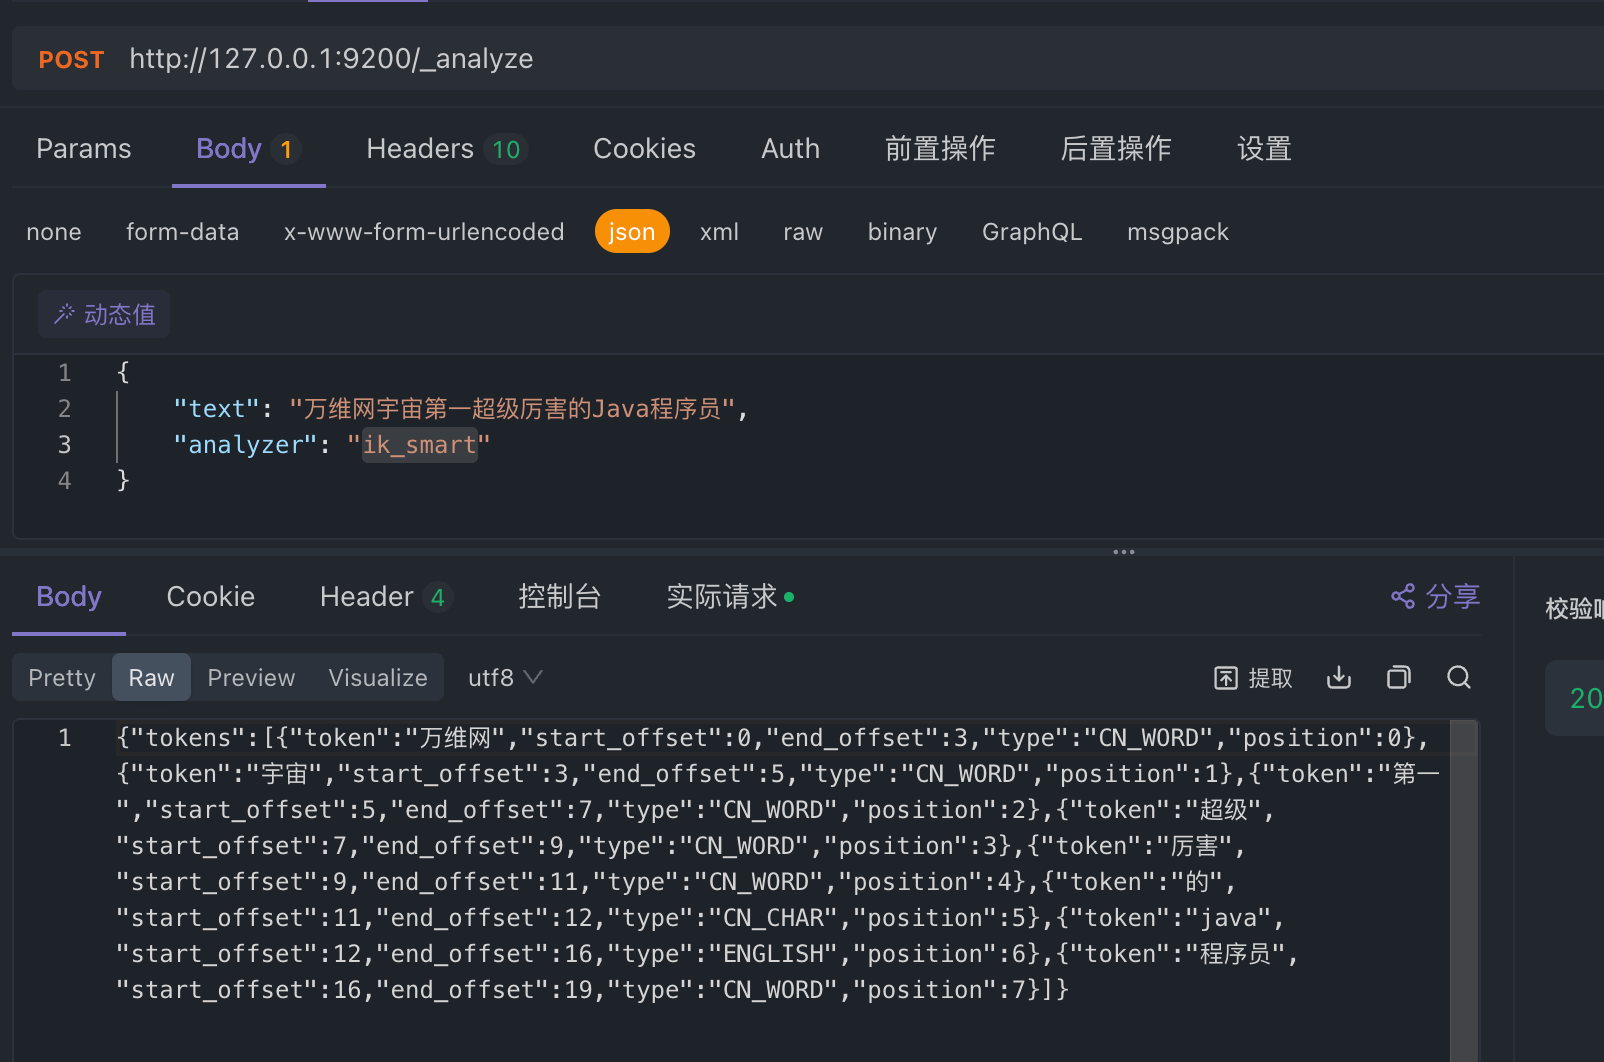 POST http://127.0.0.1:9200/_analyze
Params Body 1 Headers 10 Cookies Auth 前置操作 后置操作 设置
none form-data x-www-form-urlencoded json xml raw binary GraphQL msgpack
动态值
1 {
2 "text": "万维网宇宙第一超级厉害的Java程序员",
3 "analyzer": "ik_smart"
4 }
Body Cookie Header 4 控制台 实际请求 分享
校验
Pretty Raw Preview Visualize utf8 提取
20
1 {"tokens":[{"token":"万维网","start_offset":0,"end_offset":3,"type":"CN_WORD","position":0},
{"token":"宇宙","start_offset":3,"end_offset":5,"type":"CN_WORD","position":1},{"token":"第一
","start_offset":5,"end_offset":7,"type":"CN_WORD","position":2},{"token":"超级",
"start_offset":7,"end_offset":9,"type":"CN_WORD","position":3},{"token":"厉害",
"start_offset":9,"end_offset":11,"type":"CN_WORD","position":4},{"token":"的",
"start_offset":11,"end_offset":12,"type":"CN_CHAR","position":5},{"token":"java",
"start_offset":12,"end_offset":16,"type":"ENGLISH","position":6},{"token":"程序员",
"start_offset":16,"end_offset":19,"type":"CN_WORD","position":7}]}